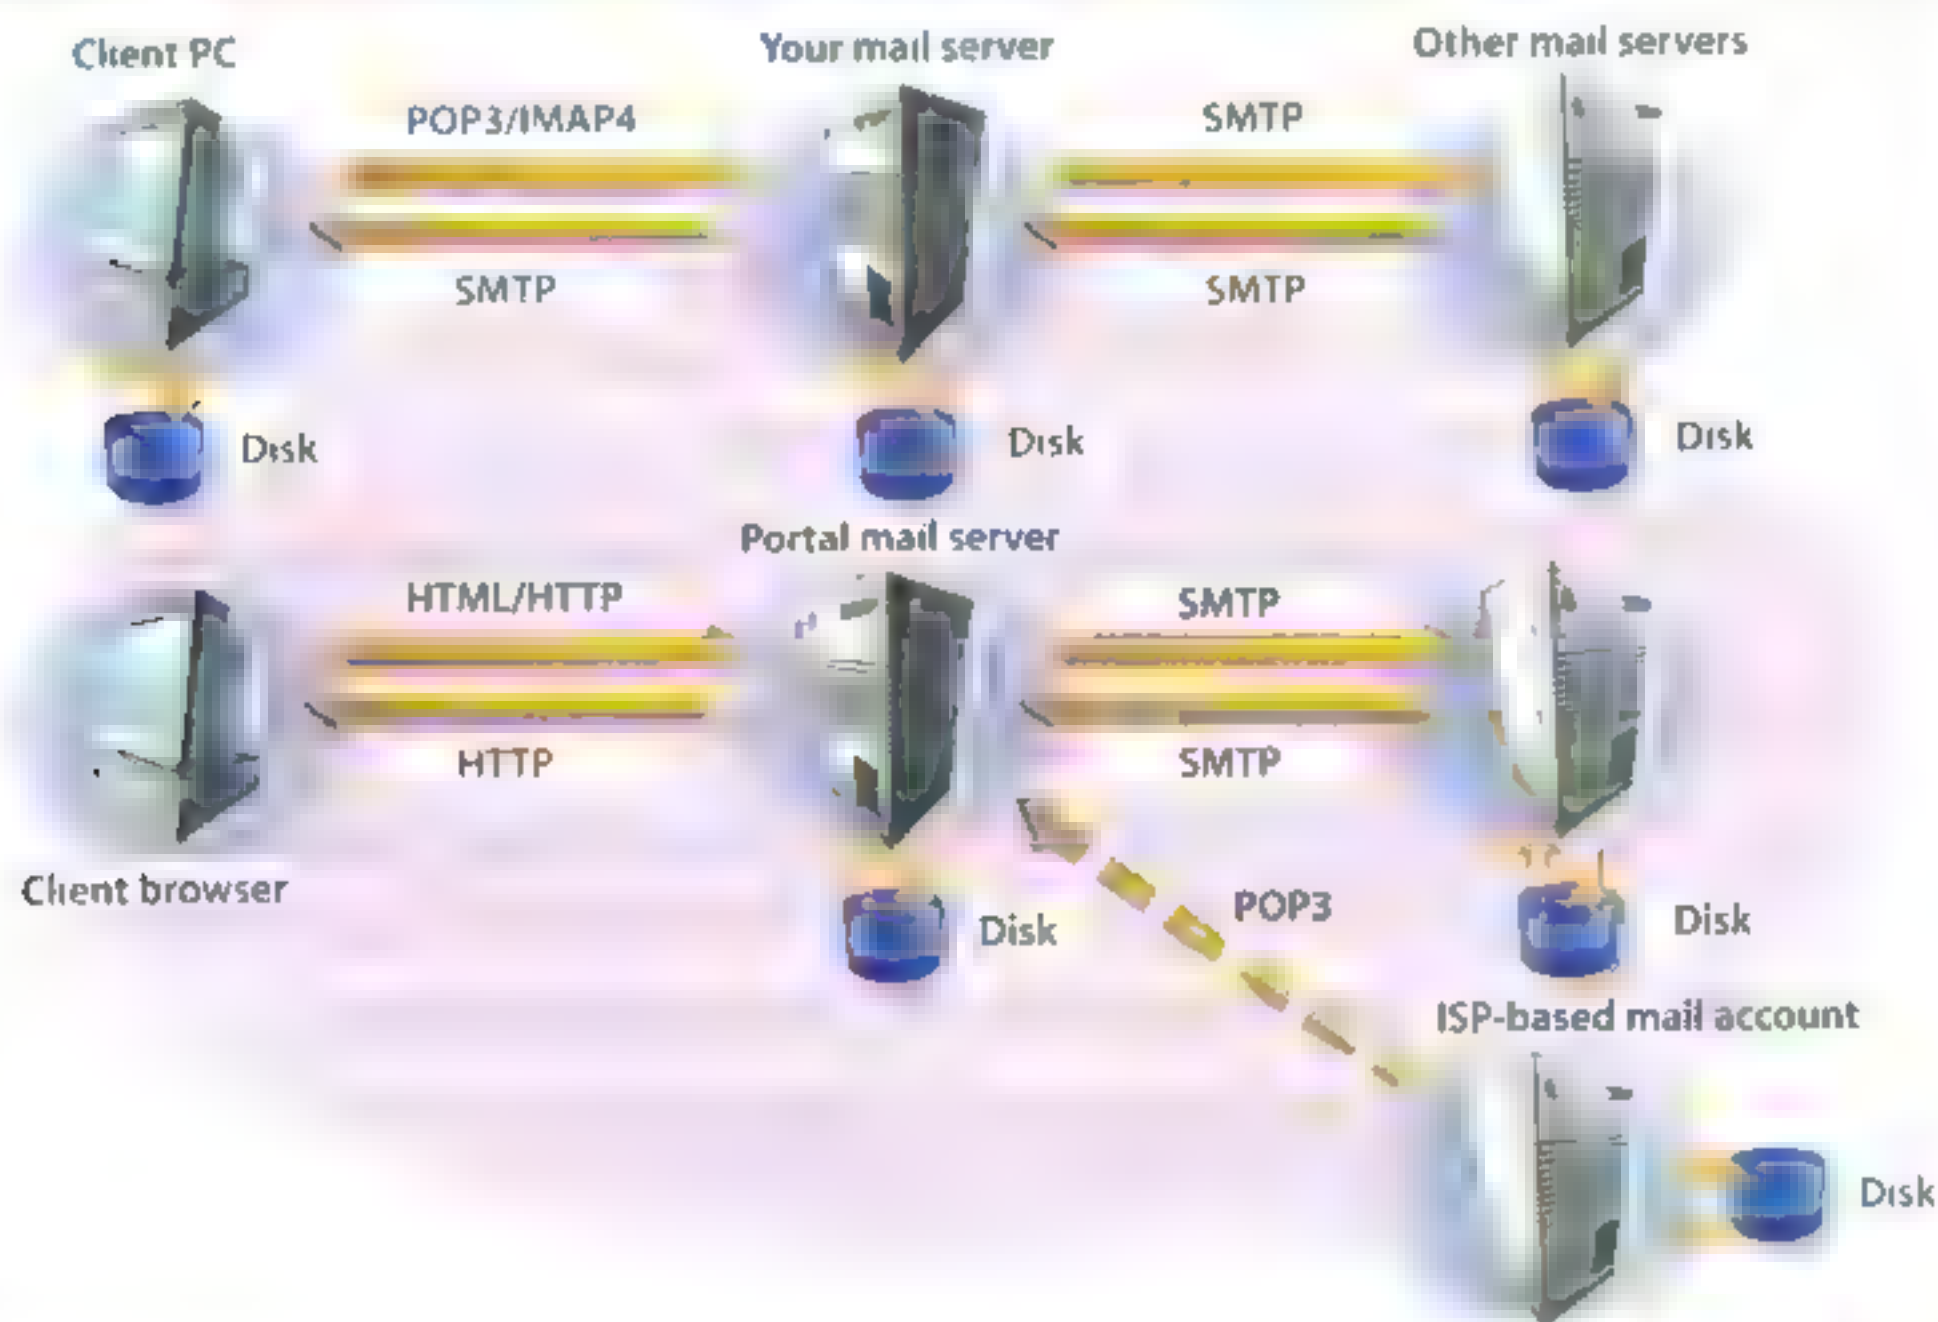 Client PC
Your mail server
Other mail servers
POP3/IMAP4
SMTP
SMTP
SMTP
Disk
Disk
Disk
Portal mail server
HTML/HTTP
SMTP
HTTP
SMTP
Client browser
POP3
Disk
Disk
ISP-based mail account
Disk